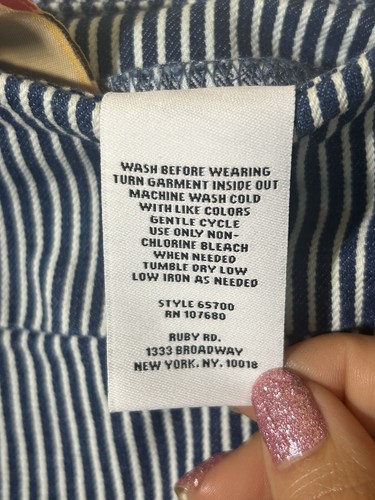 WASH BEFORE WEARING
TURN GARMENT INSIDE OUT
MACHINE WASH COLD
WITH LIKE COLORS
GENTLE CYCLE
USE ONLY NON-
CHLORINE BLEACH
WHEN NEEDED
TUMBLE DRY LOW
LOW IRON AS NEEDED
STYLE 65700
RN 107680
RUBY RD.
1333 BROADWAY
NEW YORK, NY. 10018